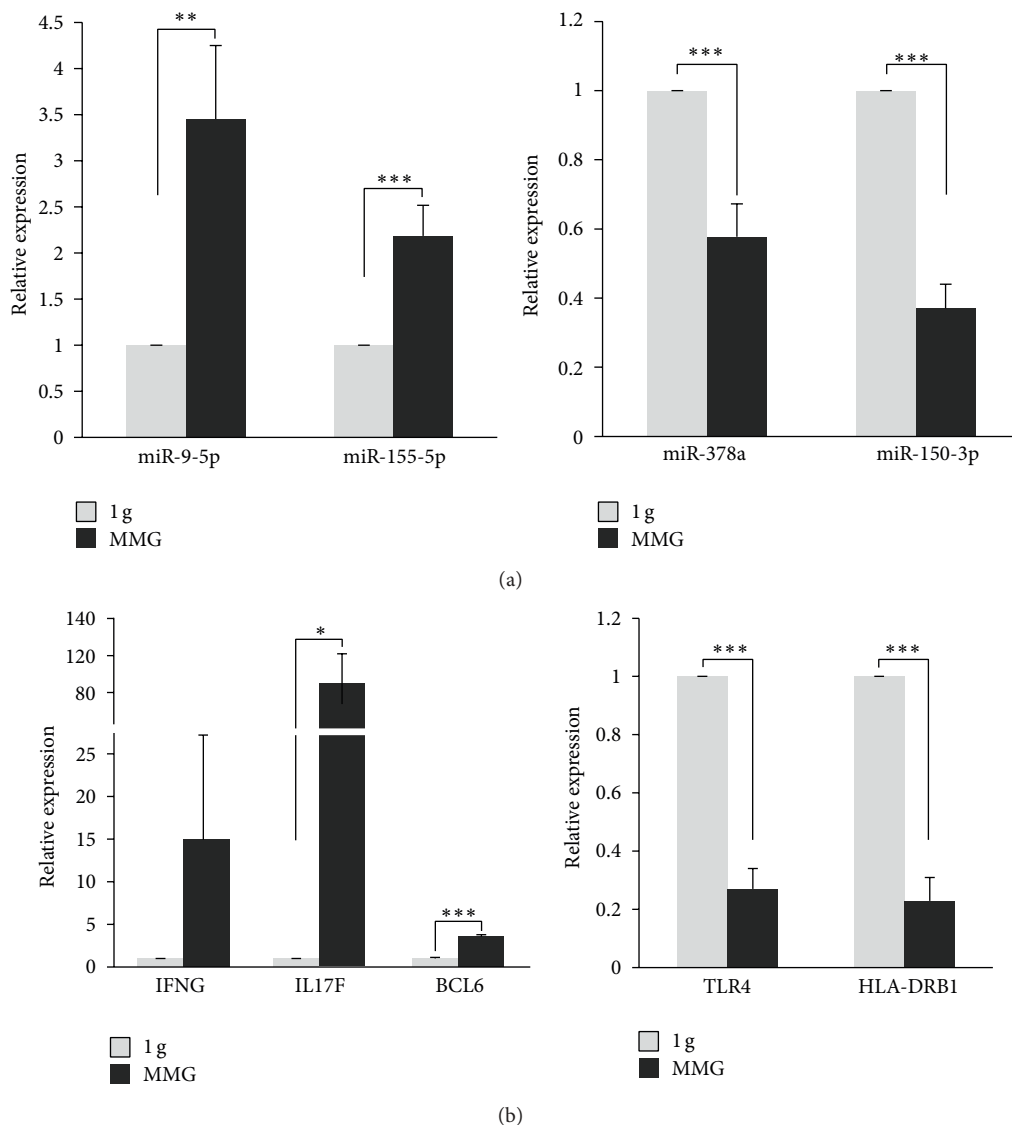 4.5
4
3.5
3
2.5
2
1.5
1
0.5
0
Relative expression
**
***
miR-9-5p
miR-155-5p
1 g
MMG
1.2
1
0.8
0.6
0.4
0.2
0
Relative expression
***
***
miR-378a
miR-150-3p
1 g
MMG
(a)
140
120
80
25
20
15
10
5
0
Relative expression
*
***
IFNG
IL17F
BCL6
1 g
MMG
1.2
1
0.8
0.6
0.4
0.2
0
Relative expression
***
***
TLR4
HLA-DRB1
1 g
MMG
(b)